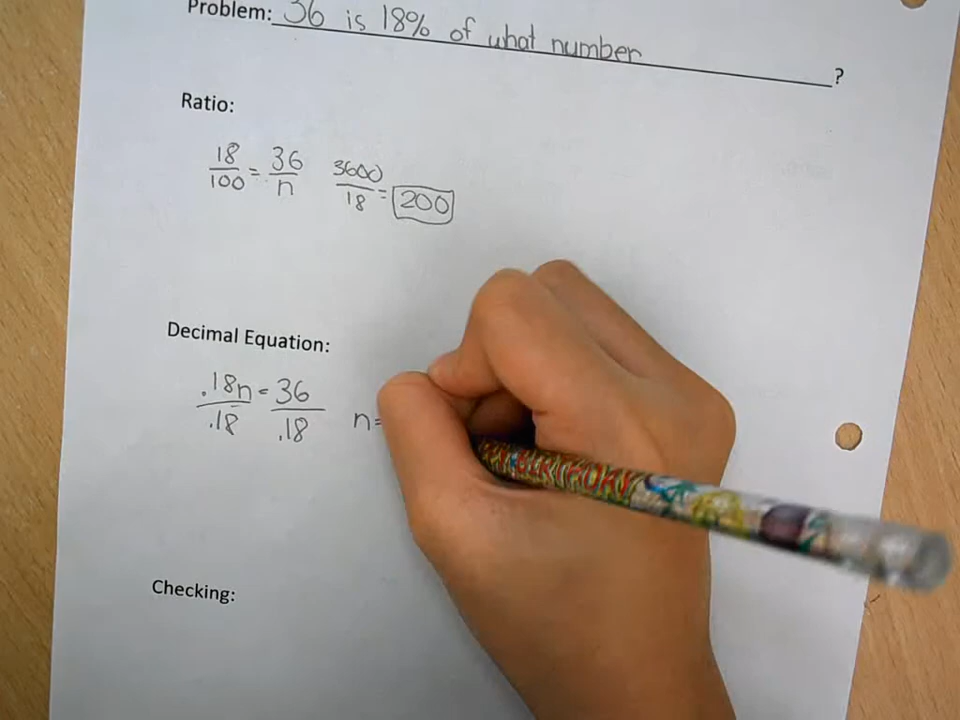 Problem: 36 is 18% of what number ?
Ratio:
18/100 = 36/n 3600/18 = 200
Decimal Equation:
.18n/.18 = 36/.18 n=
BIRTHDAY
Checking: